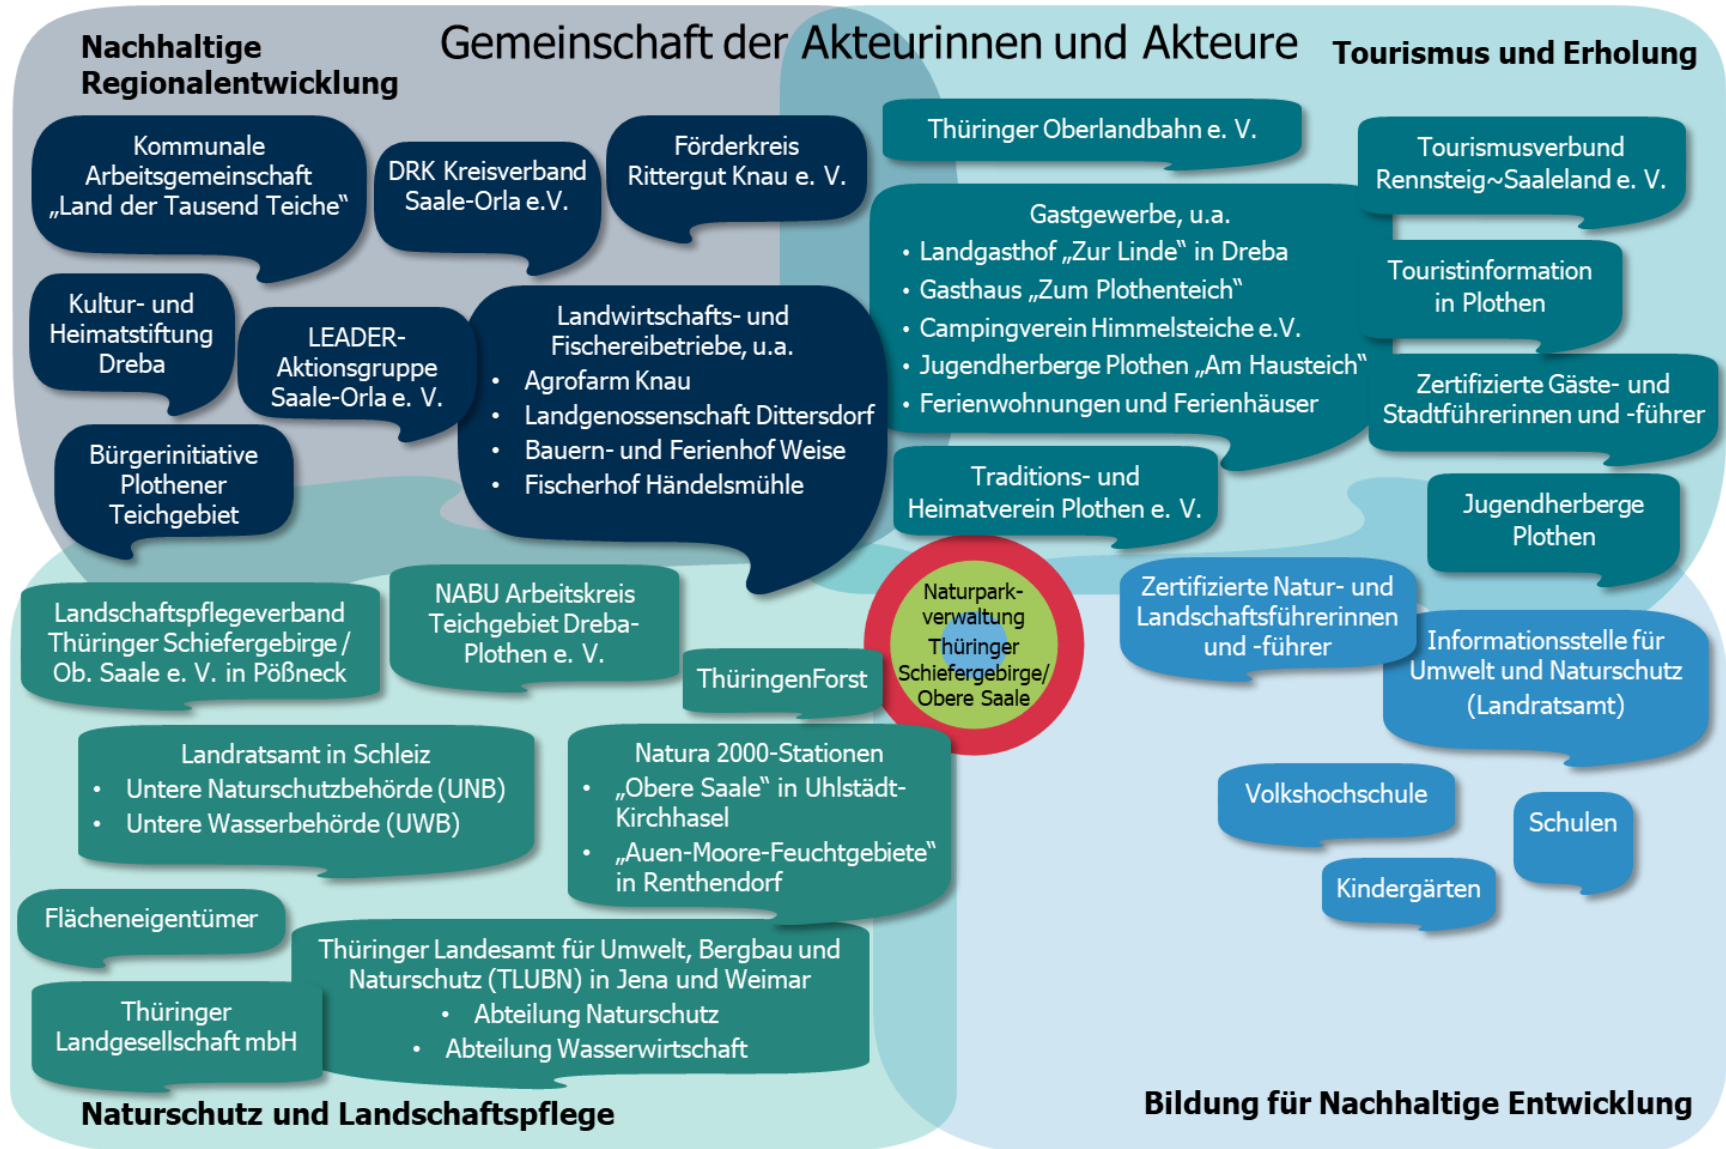 Gemeinschaft der Akteurinnen und Akteure
Nachhaltige
Regionalentwicklung
Kommunale
Arbeitsgemeinschaft
„Land der Tausend Teiche“
DRK Kreisverband
Saale-Orla e.V.
Förderkreis
Rittergut Knau e. V.
Kultur- und
Heimatstiftung
Dreba
LEADER-
Aktionsgruppe
Saale-Orla e. V.
Landwirtschafts- und
Fischereibetriebe, u.a.
• Agrofarm Knau
• Landgenossenschaft Dittersdorf
• Bauern- und Ferienhof Weise
• Fischerhof Händelsmühle
Bürgerinitiative
Plothener
Teichgebiet
Tourismus und Erholung
Thüringer Oberlandbahn e. V.
Tourismusverbund
Rennsteig~Saaleland e. V.
Gastgewerbe, u.a.
• Landgasthof „Zur Linde“ in Dreba
• Gasthaus „Zum Plothenteich“
• Campingverein Himmelsteiche e.V.
• Jugendherberge Plothen „Am Hausteich“
• Ferienwohnungen und Ferienhäuser
Touristinformation
in Plothen
Zertifizierte Gäste- und
Stadtführerinnen und -führer
Traditions- und
Heimatverein Plothen e. V.
Jugendherberge
Plothen
Naturpark-
verwaltung
Thüringer
Schiefergebirge/
Obere Saale
Landschaftspflegeverband
Thüringer Schiefergebirge /
Ob. Saale e. V. in Pößneck
NABU Arbeitskreis
Teichgebiet Dreba-
Plothen e. V.
ThüringenForst
Landratsamt in Schleiz
• Untere Naturschutzbehörde (UNB)
• Untere Wasserbehörde (UWB)
Natura 2000-Stationen
• „Obere Saale“ in Uhlstädt-
Kirchhasel
• „Auen-Moore-Feuchtgebiete“
in Renthendorf
Flächeneigentümer
Thüringer Landesamt für Umwelt, Bergbau und
Naturschutz (TLUBN) in Jena und Weimar
• Abteilung Naturschutz
• Abteilung Wasserwirtschaft
Thüringer
Landgesellschaft mbH
Naturschutz und Landschaftspflege
Zertifizierte Natur- und
Landschaftsführerinnen
und -führer
Informationsstelle für
Umwelt und Naturschutz
(Landratsamt)
Volkshochschule
Schulen
Kindergärten
Bildung für Nachhaltige Entwicklung